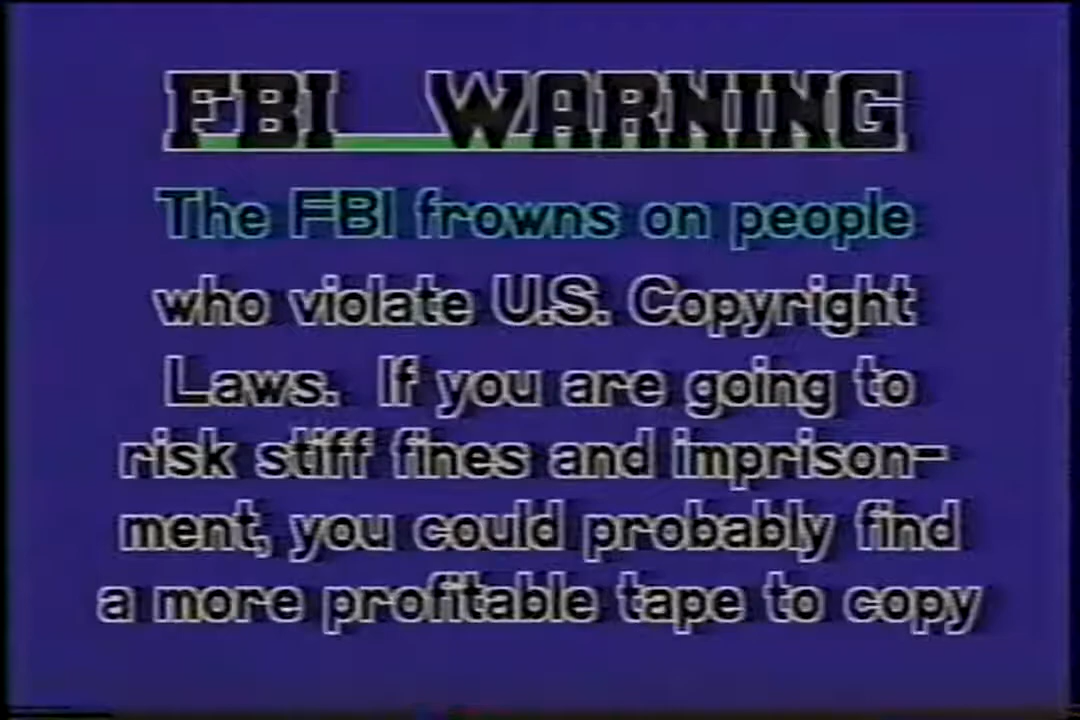 FBI WARNING
The FBI frowns on people
who violate U.S. Copyright
Laws. If you are going to
risk stiff fines and imprison-
ment, you could probably find
a more profitable tape to copy